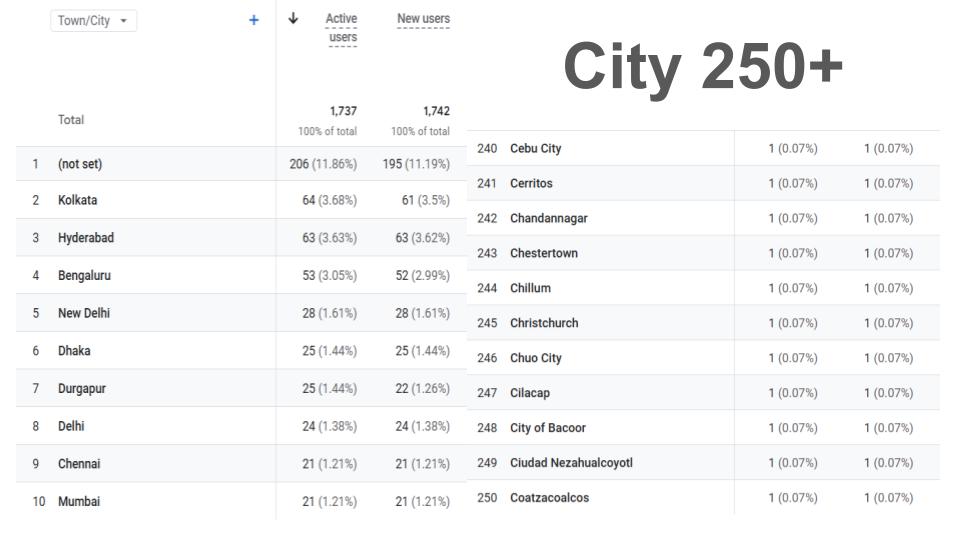 Town/City
+
Active users
New users
City 250+
Total
1,737
1,742
100% of total
100% of total
1 (not set) 206 (11.86%) 195 (11.19%)
2 Kolkata 64 (3.68%) 61 (3.5%)
3 Hyderabad 63 (3.63%) 63 (3.62%)
4 Bengaluru 53 (3.05%) 52 (2.99%)
5 New Delhi 28 (1.61%) 28 (1.61%)
6 Dhaka 25 (1.44%) 25 (1.44%)
7 Durgapur 25 (1.44%) 22 (1.26%)
8 Delhi 24 (1.38%) 24 (1.38%)
9 Chennai 21 (1.21%) 21 (1.21%)
10 Mumbai 21 (1.21%) 21 (1.21%)
240 Cebu City 1 (0.07%) 1 (0.07%)
241 Cerritos 1 (0.07%) 1 (0.07%)
242 Chandannagar 1 (0.07%) 1 (0.07%)
243 Chestertown 1 (0.07%) 1 (0.07%)
244 Chillum 1 (0.07%) 1 (0.07%)
245 Christchurch 1 (0.07%) 1 (0.07%)
246 Chuo City 1 (0.07%) 1 (0.07%)
247 Cilacap 1 (0.07%) 1 (0.07%)
248 City of Bacoor 1 (0.07%) 1 (0.07%)
249 Ciudad Nezahualcoyotl 1 (0.07%) 1 (0.07%)
250 Coatzacoalcos 1 (0.07%) 1 (0.07%)